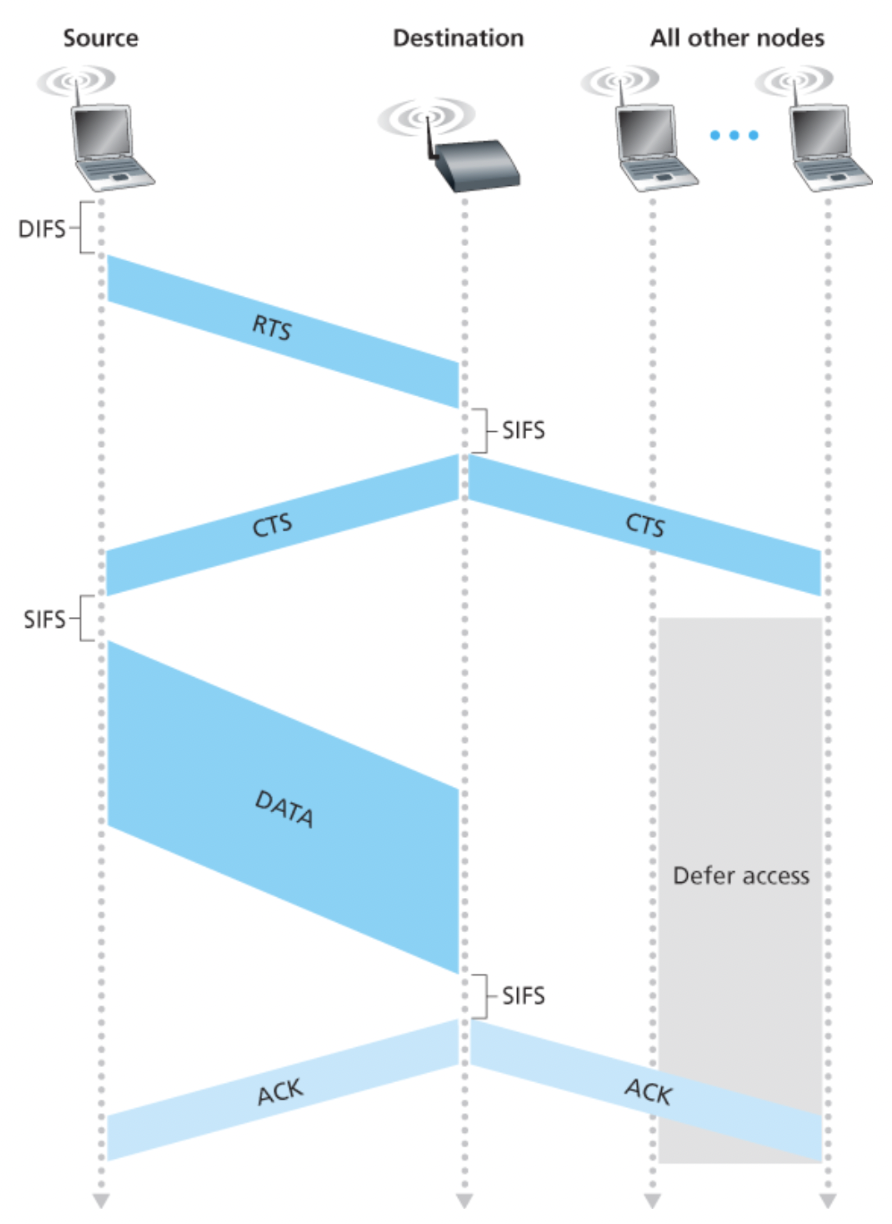 Source
Destination
All other nodes
DIFS
RTS
SIFS
CTS
CTS
SIFS
DATA
Defer access
SIFS
ACK
ACK